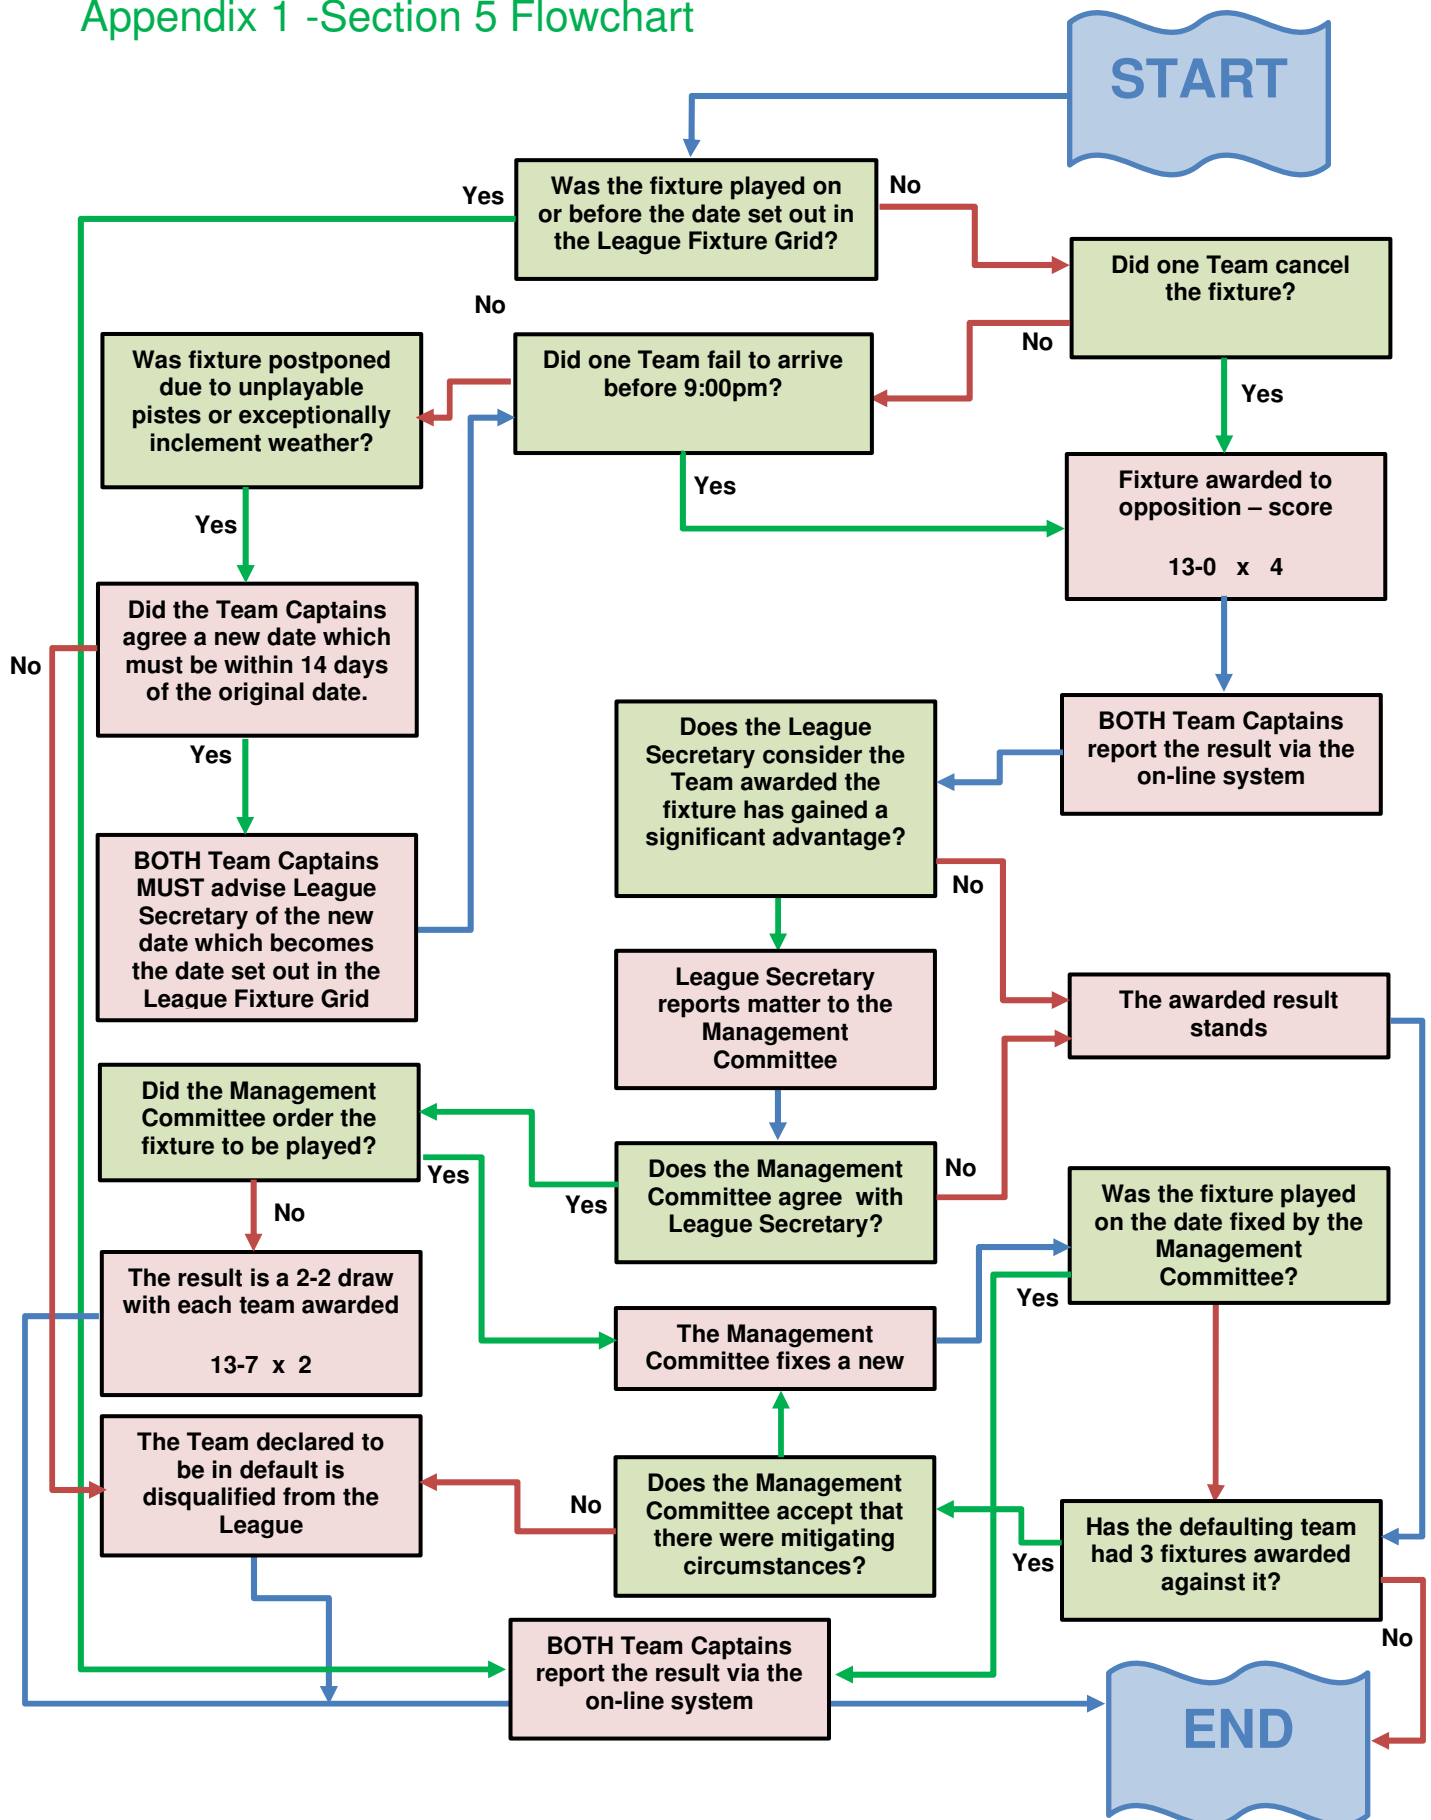 Appendix 1 -Section 5 Flowchart
START
Yes
Was the fixture played on
or before the date set out in
the League Fixture Grid?
No
Did one Team cancel
the fixture?
No
No
Yes
Was fixture postponed
due to unplayable
pistes or exceptionally
inclement weather?
Did one Team fail to arrive
before 9:00pm?
Yes
Yes
Fixture awarded to
opposition – score
13-0 x 4
Did the Team Captains
agree a new date which
must be within 14 days
of the original date.
No
Yes
Does the League
Secretary consider the
Team awarded the
fixture has gained a
significant advantage?
No
BOTH Team Captains
report the result via the
on-line system
BOTH Team Captains
MUST advise League
Secretary of the new
date which becomes
the date set out in the
League Fixture Grid
League Secretary
reports matter to the
Management
Committee
The awarded result
stands
Did the Management
Committee order the
fixture to be played?
Yes
No
Yes
Does the Management
Committee agree with
League Secretary?
No
Was the fixture played
on the date fixed by the
Management
Committee?
Yes
The result is a 2-2 draw
with each team awarded
13-7 x 2
The Management
Committee fixes a new
The Team declared to
be in default is
disqualified from the
League
No
Does the Management
Committee accept that
there were mitigating
circumstances?
Yes
Has the defaulting team
had 3 fixtures awarded
against it?
No
BOTH Team Captains
report the result via the
on-line system
END